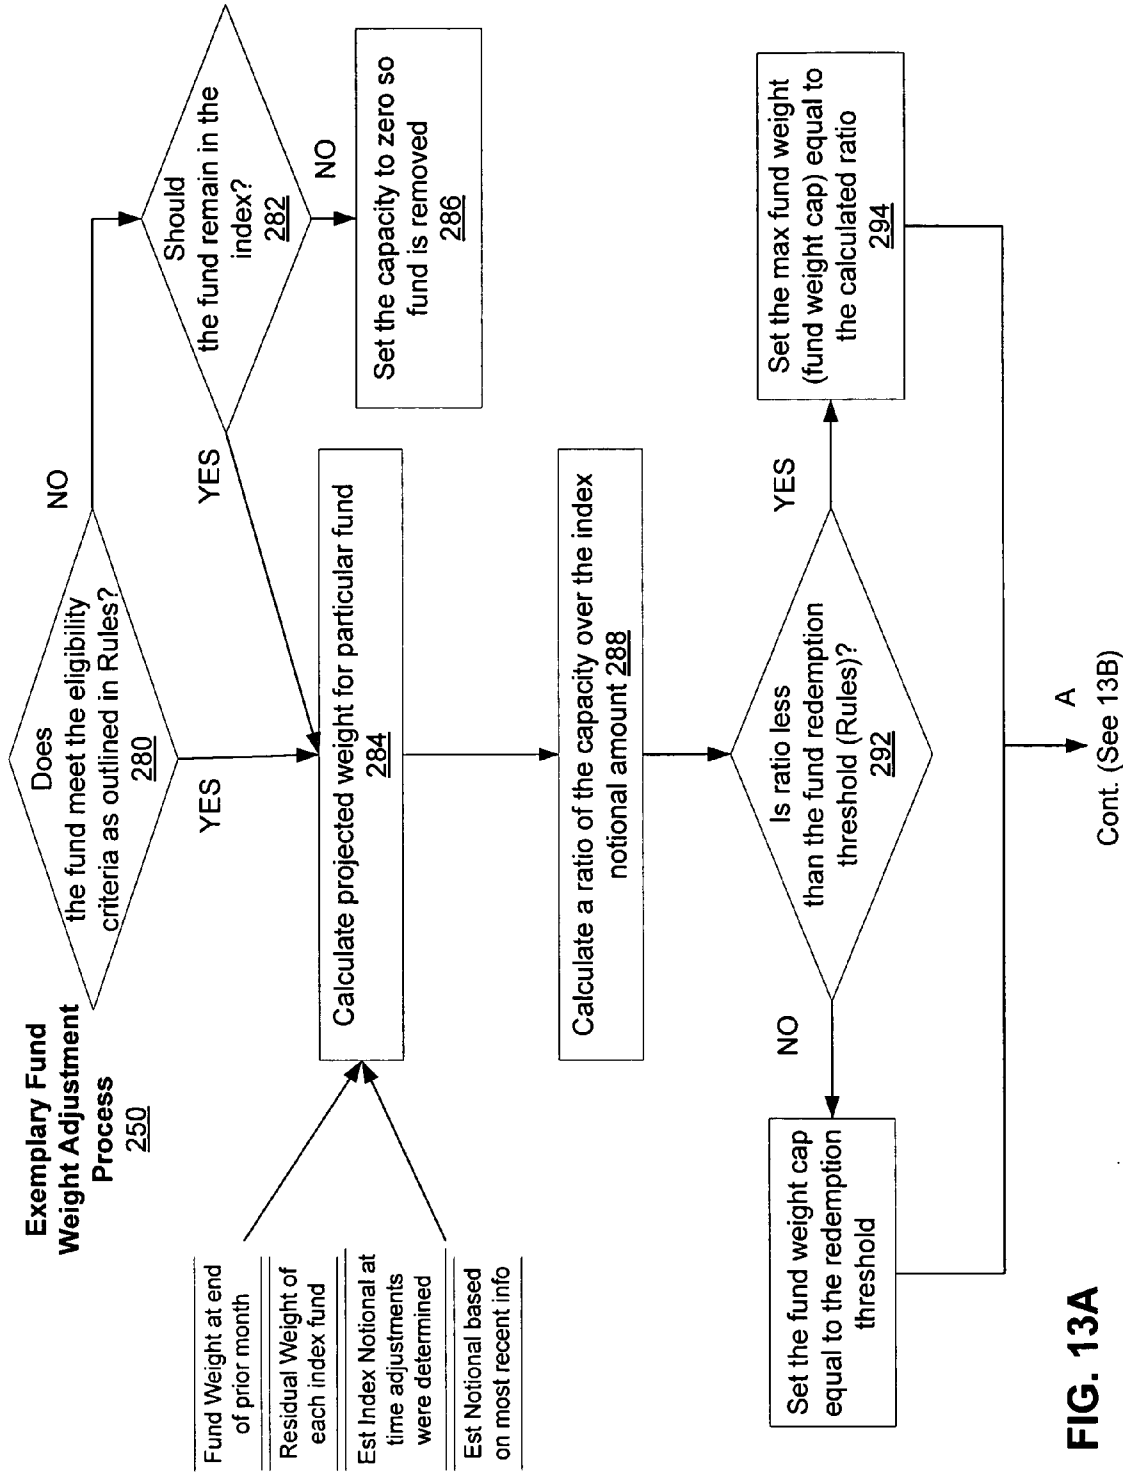 Exemplary Fund
Weight Adjustment
Process
250
Does
the fund meet the eligibility
criteria as outlined in Rules?
280
NO
YES
Should
the fund remain in the
index?
282
YES
NO
Set the capacity to zero so
fund is removed
286
Fund Weight at end
of prior month
Residual Weight of
each index fund
Est Index Notional at
time adjustments
were determined
Est Notional based
on most recent info
Calculate projected weight for particular fund
284
Calculate a ratio of the capacity over the index
notional amount 288
Is ratio less
than the fund redemption
threshold (Rules)?
292
NO
YES
Set the fund weight cap
equal to the redemption
threshold
Set the max fund weight
(fund weight cap) equal to
the calculated ratio
294
A
Cont. (See 13B)
FIG. 13A